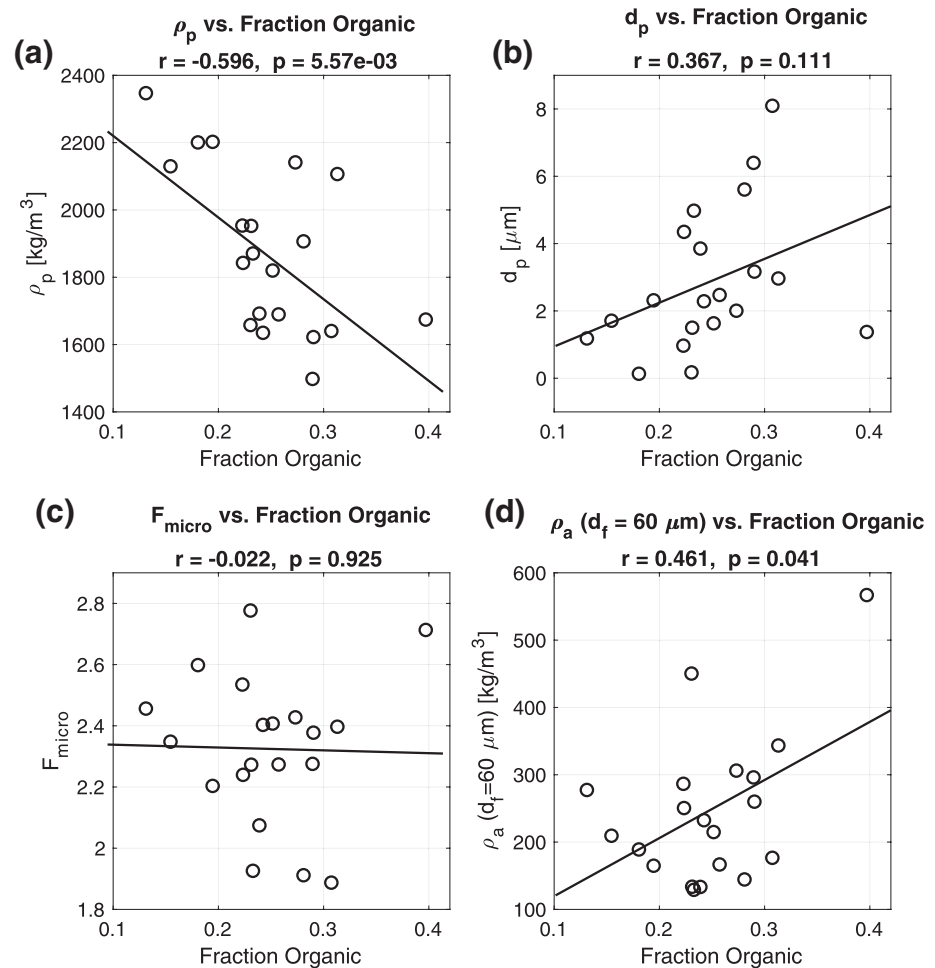 (a)
ρp vs. Fraction Organic
r = -0.596, p = 5.57e-03
2400
2200
2000
1800
1600
1400
ρp [kg/m³]
0.1 0.2 0.3 0.4
Fraction Organic
(b)
dp vs. Fraction Organic
r = 0.367, p = 0.111
8
6
4
2
0
dp [μm]
0.1 0.2 0.3 0.4
Fraction Organic
(c)
Fmicro vs. Fraction Organic
r = -0.022, p = 0.925
2.8
2.6
2.4
2.2
2
1.8
Fmicro
0.1 0.2 0.3 0.4
Fraction Organic
(d)
ρa (df = 60 μm) vs. Fraction Organic
r = 0.461, p = 0.041
600
500
400
300
200
100
ρa (df=60 μm) [kg/m³]
0.1 0.2 0.3 0.4
Fraction Organic